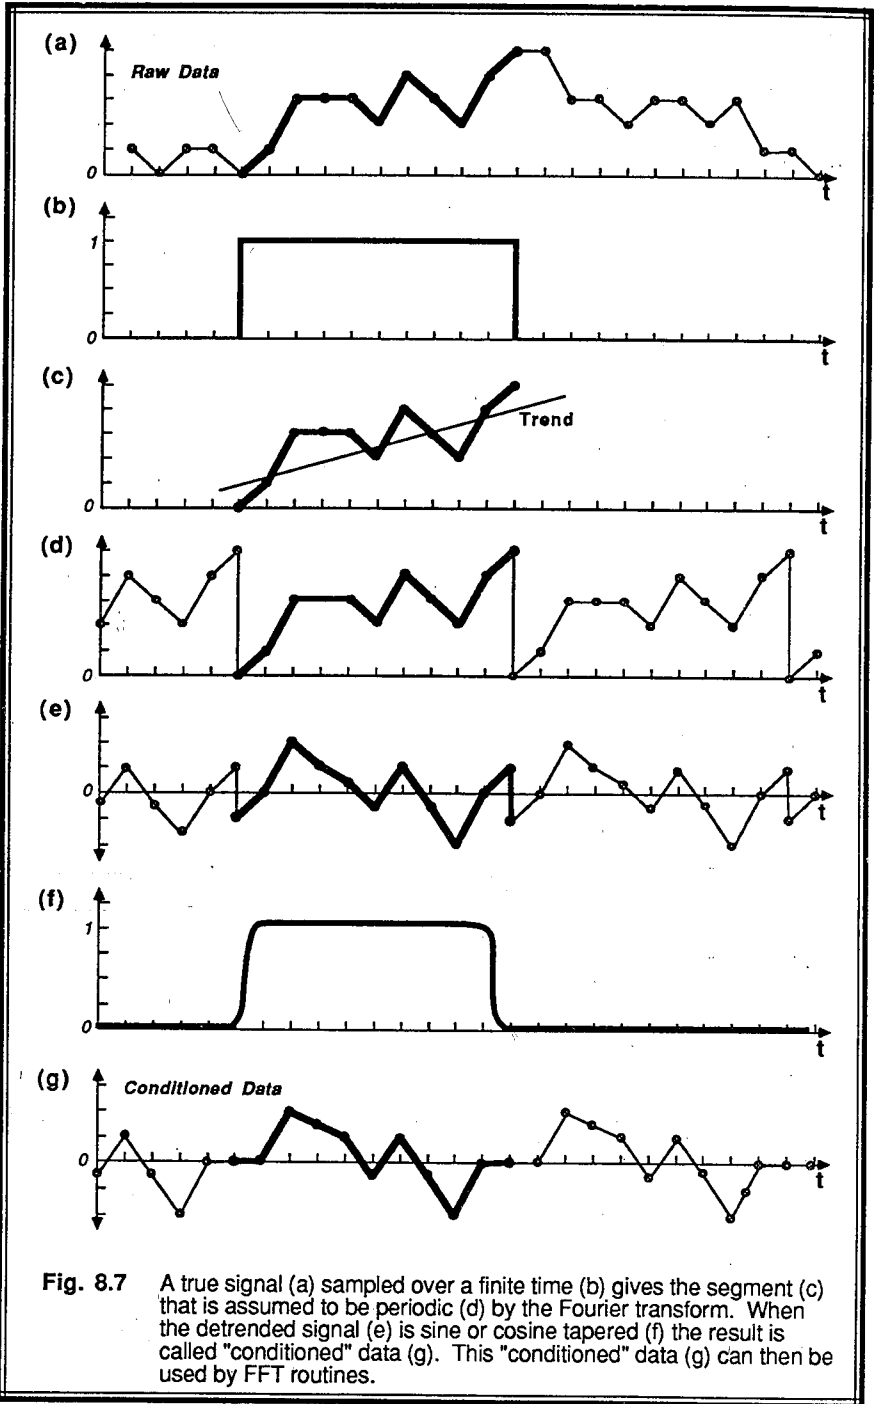 (a)
Raw Data
0
t
(b)
1
0
t
(c)
Trend
0
t
(d)
0
t
(e)
0
t
(f)
1
0
t
(g)
Conditioned Data
0
t
Fig. 8.7 A true signal (a) sampled over a finite time (b) gives the segment (c)
that is assumed to be periodic (d) by the Fourier transform. When
the detrended signal (e) is sine or cosine tapered (f) the result is
called "conditioned" data (g). This "conditioned" data (g) can then be
used by FFT routines.